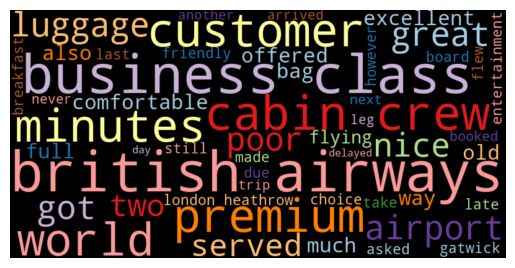 another arrived
luggage customer excellent great
breakfast also last friendly offered bag however board flew entertainment
business class
never comfortable next
minutes cabin crew
full still poor leg flying nice booked old
day made delayed
british airways
due trip
got two london heathrow choice take way late
world premium airport
served much asked gatwick